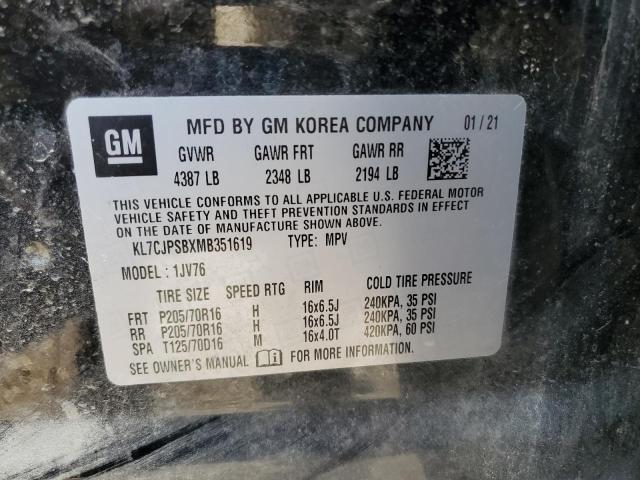 GM MFD BY GM KOREA COMPANY 01 / 21
GVWR GAWR FRT GAWR RR
4387 LB 2348 LB 2194 LB
THIS VEHICLE CONFORMS TO ALL APPLICABLE U.S. FEDERAL MOTOR
VEHICLE SAFETY AND THEFT PREVENTION STANDARDS IN EFFECT
ON THE DATE OF MANUFACTURE SHOWN ABOVE.
KL7CJPSBXMB351619 TYPE: MPV
MODEL : 1JV76
TIRE SIZE SPEED RTG RIM COLD TIRE PRESSURE
FRT P205/70R16 H 16x6.5J 240KPA, 35 PSI
RR P205/70R16 H 16x6.5J 240KPA, 35 PSI
SPA T125/70D16 M 16x4.0T 420KPA, 60 PSI
SEE OWNER'S MANUAL FOR MORE INFORMATION.